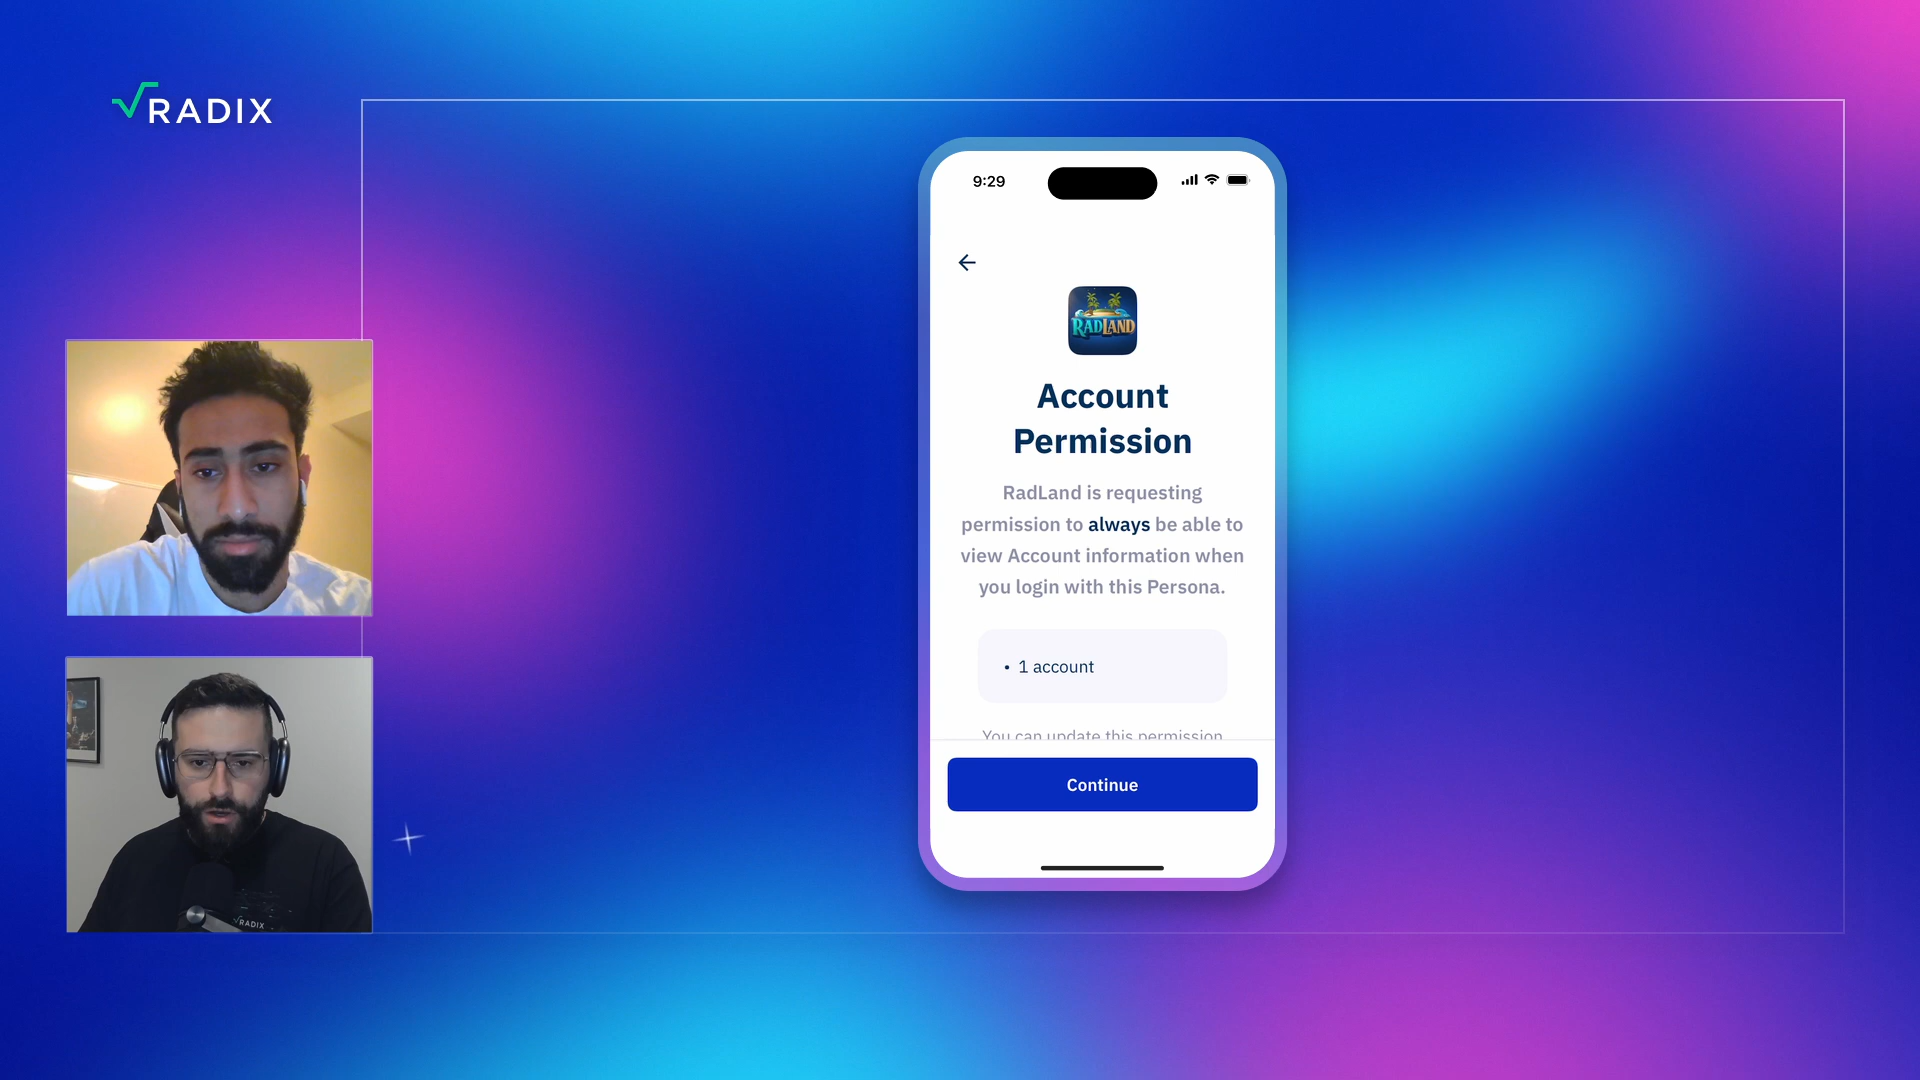 RADIX
9:29
RADLAND
Account
Permission
RadLand is requesting
permission to always be able to
view Account information when
you login with this Persona.
• 1 account
You can update this permission
Continue
RADIX